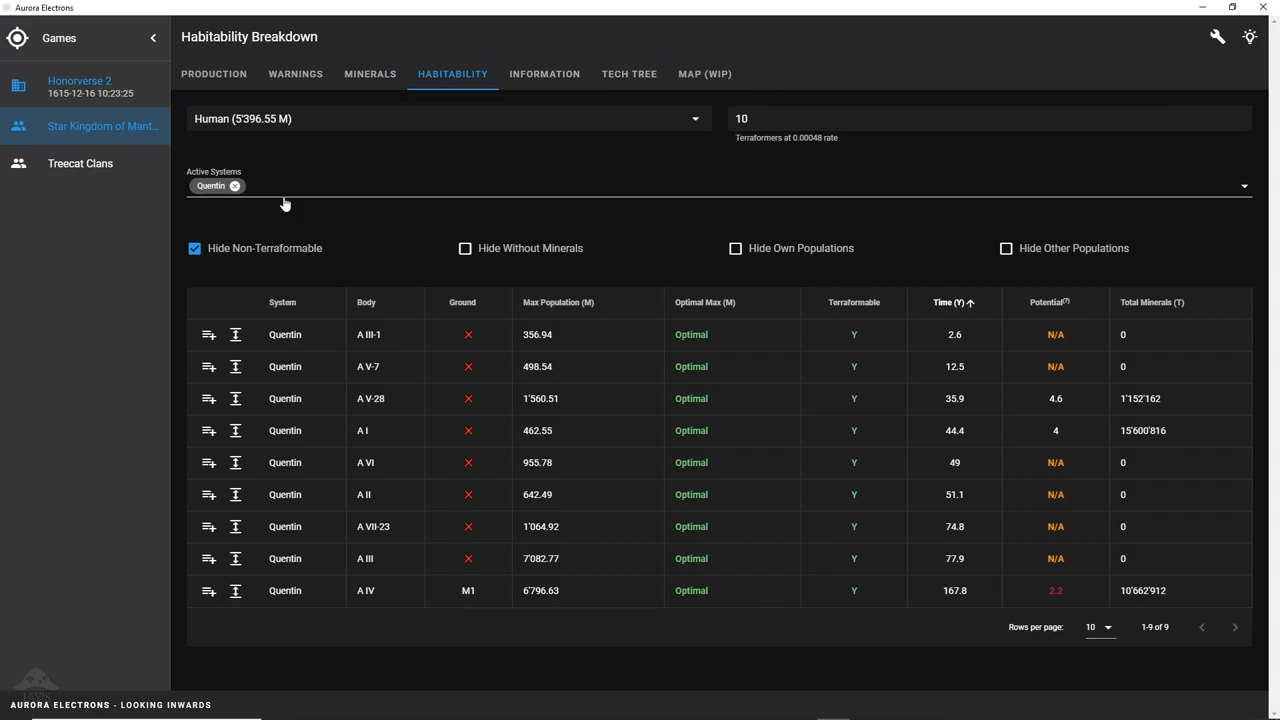 Aurora Electrons
Games
Habitability Breakdown
Honorverse 2
1615-12-16 10:23:25
Star Kingdom of Mant...
Treecat Clans
PRODUCTION WARNINGS MINERALS HABITABILITY INFORMATION TECH TREE MAP (WIP)
Human (5'396.55 M) 10
Terraformers at 0.00048 rate
Active Systems
Quentin
Hide Non-Terraformable Hide Without Minerals Hide Own Populations Hide Other Populations
System Body Ground Max Population (M) Optimal Max (M) Terraformable Time (Y) Potential(?) Total Minerals (T)
Quentin A III-1 356.94 Optimal Y 2.6 N/A 0
Quentin A V-7 498.54 Optimal Y 12.5 N/A 0
Quentin A V-28 1'560.51 Optimal Y 35.9 4.6 1'152'162
Quentin A I 462.55 Optimal Y 44.4 4 15'600'816
Quentin A VI 955.78 Optimal Y 49 N/A 0
Quentin A II 642.49 Optimal Y 51.1 N/A 0
Quentin A VII-23 1'064.92 Optimal Y 74.8 N/A 0
Quentin A III 7'082.77 Optimal Y 77.9 N/A 0
Quentin A IV M1 6'796.63 Optimal Y 167.8 2.2 10'662'912
Rows per page: 10 1-9 of 9
AURORA ELECTRONS - LOOKING INWARDS